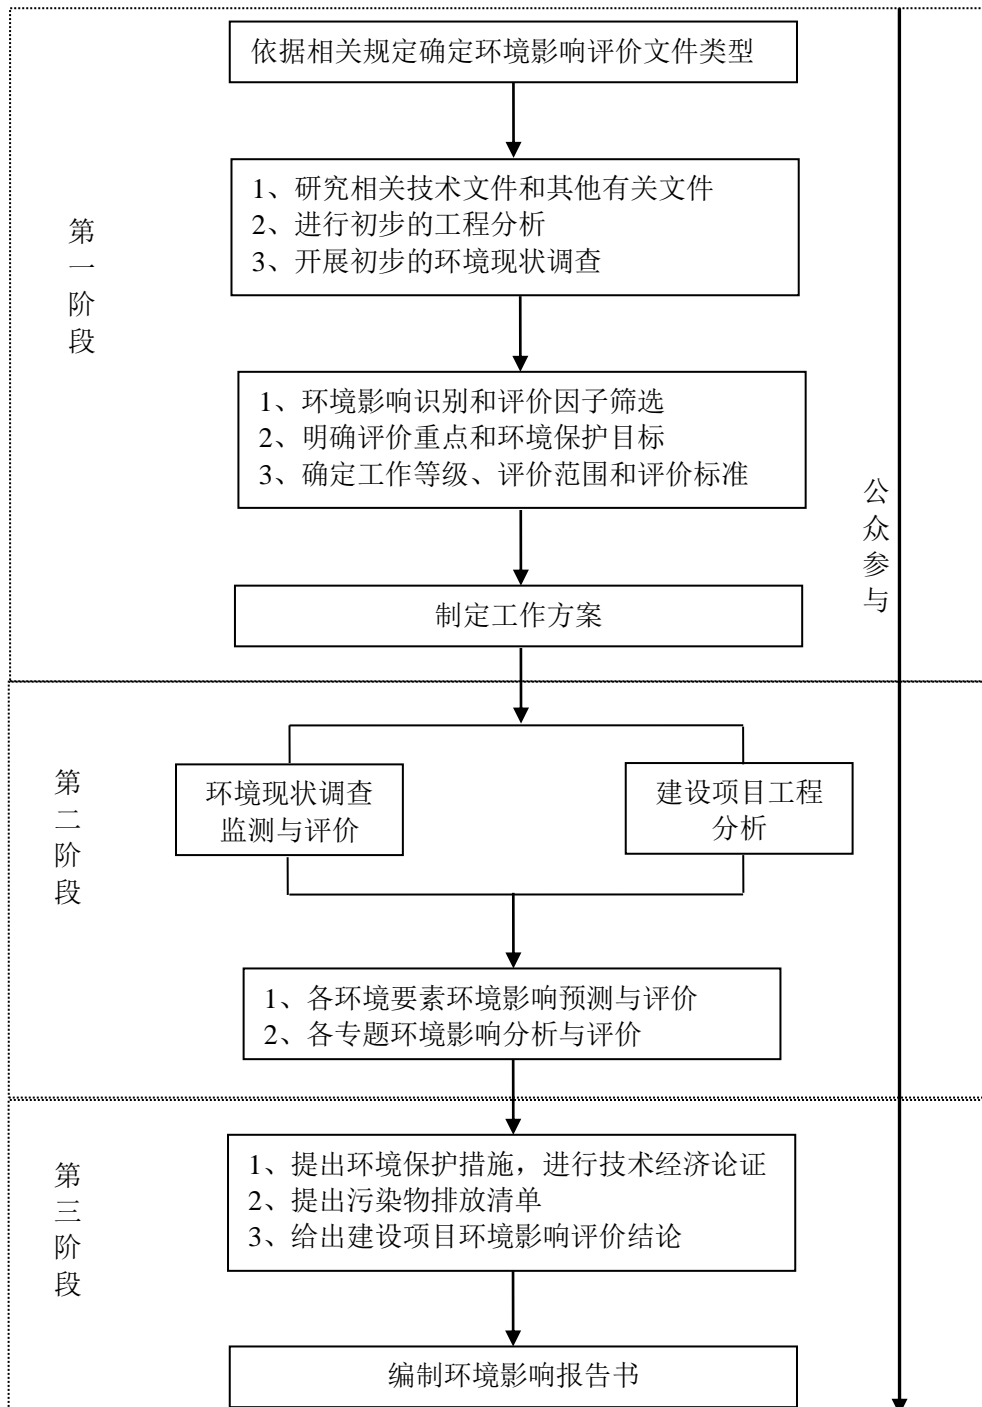 依据相关规定确定环境影响评价文件类型
1、研究相关技术文件和其他有关文件
2、进行初步的工程分析
3、开展初步的环境现状调查
第一阶段
1、环境影响识别和评价因子筛选
2、明确评价重点和环境保护目标
3、确定工作等级、评价范围和评价标准
公众参与
制定工作方案
第二阶段
环境现状调查
监测与评价
建设项目工程
分析
1、各环境要素环境影响预测与评价
2、各专题环境影响分析与评价
第三阶段
1、提出环境保护措施，进行技术经济论证
2、提出污染物排放清单
3、给出建设项目环境影响评价结论
编制环境影响报告书